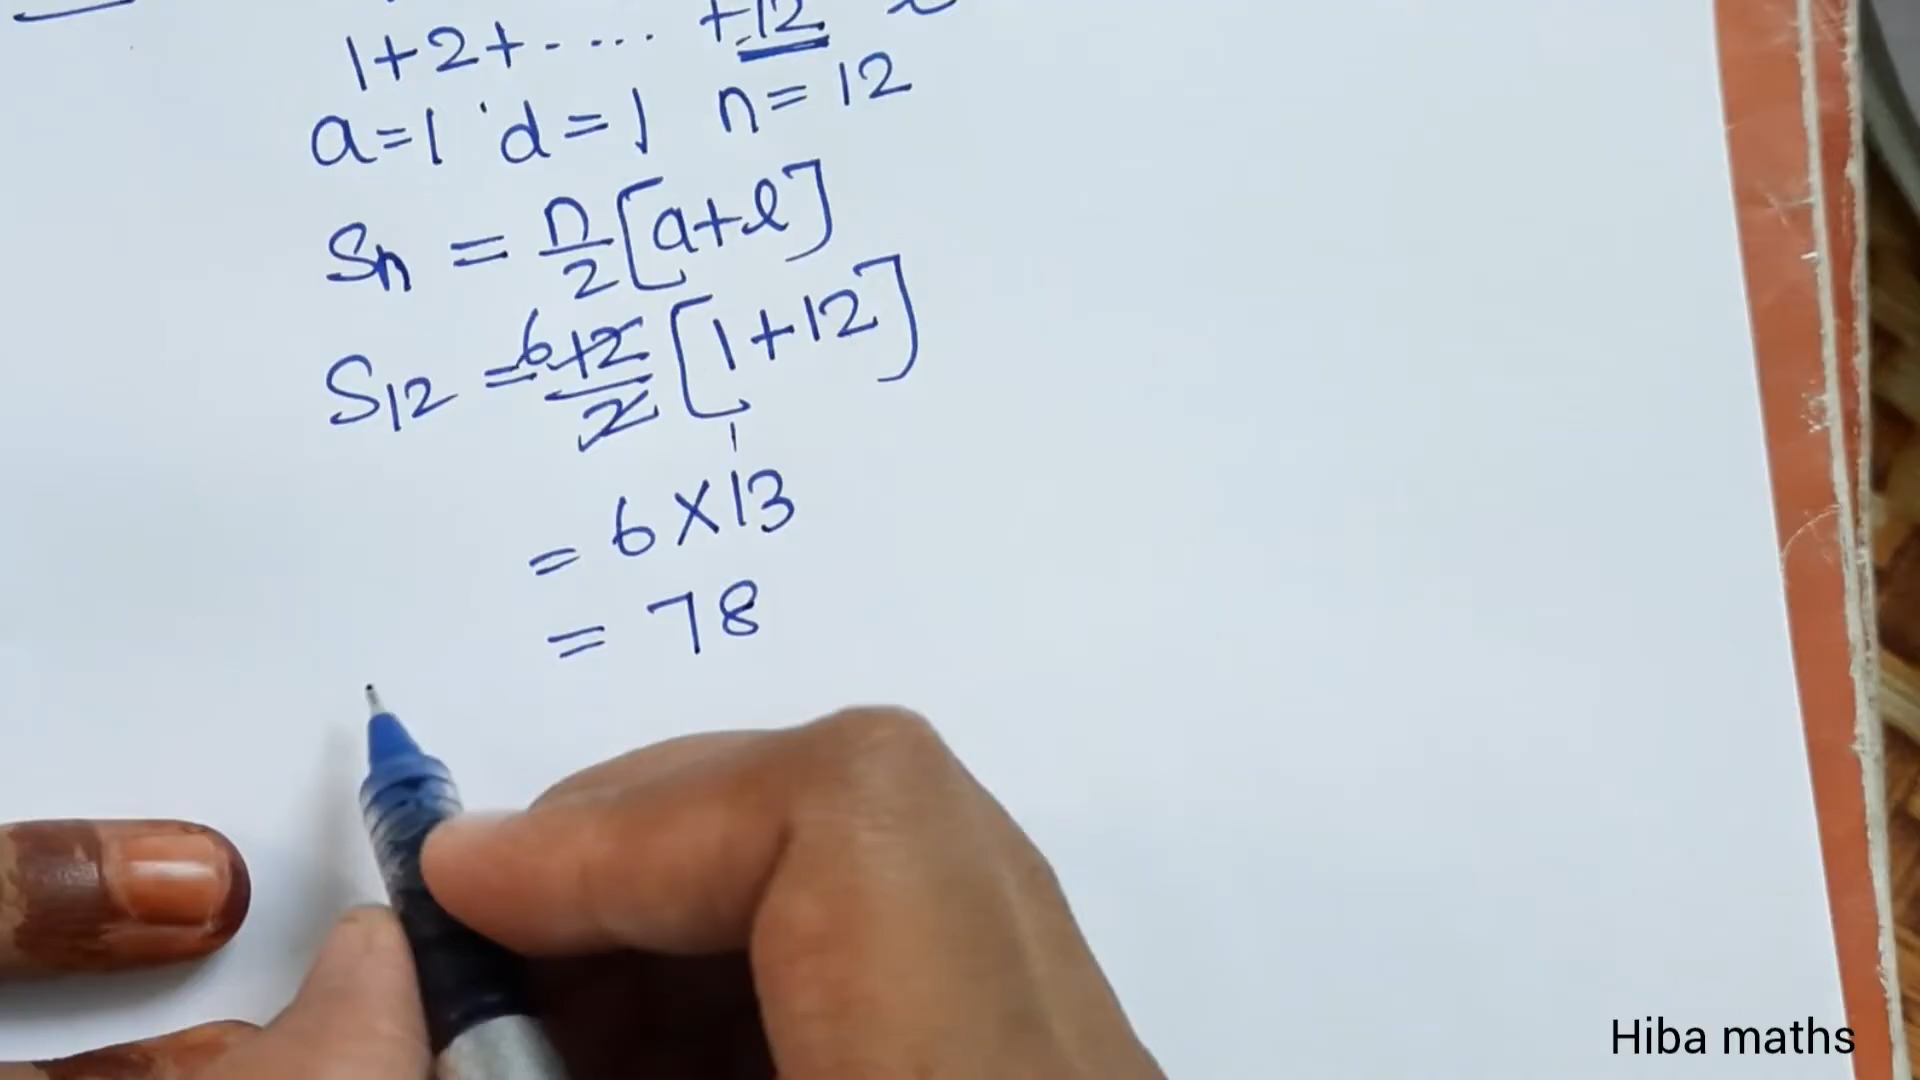 1+2+.... +12
a=1 d=1 n=12
Sn = n/2 [a+l]
S12 = 6 12/2 [1+12]
= 6×13
= 78
Hiba maths